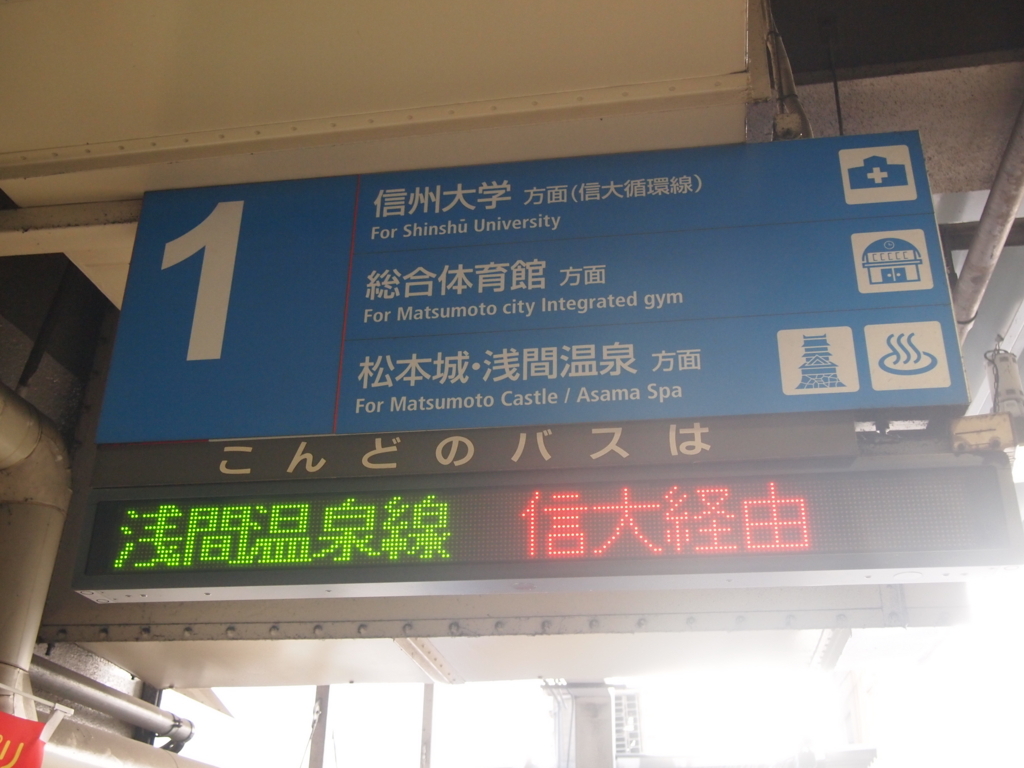 1
信州大学 方面(信大循環線)
For Shinshū University
総合体育館 方面
For Matsumoto city Integrated gym
松本城・浅間温泉 方面
For Matsumoto Castle / Asama Spa
こんどのバスは
浅間温泉線 信大経由
り